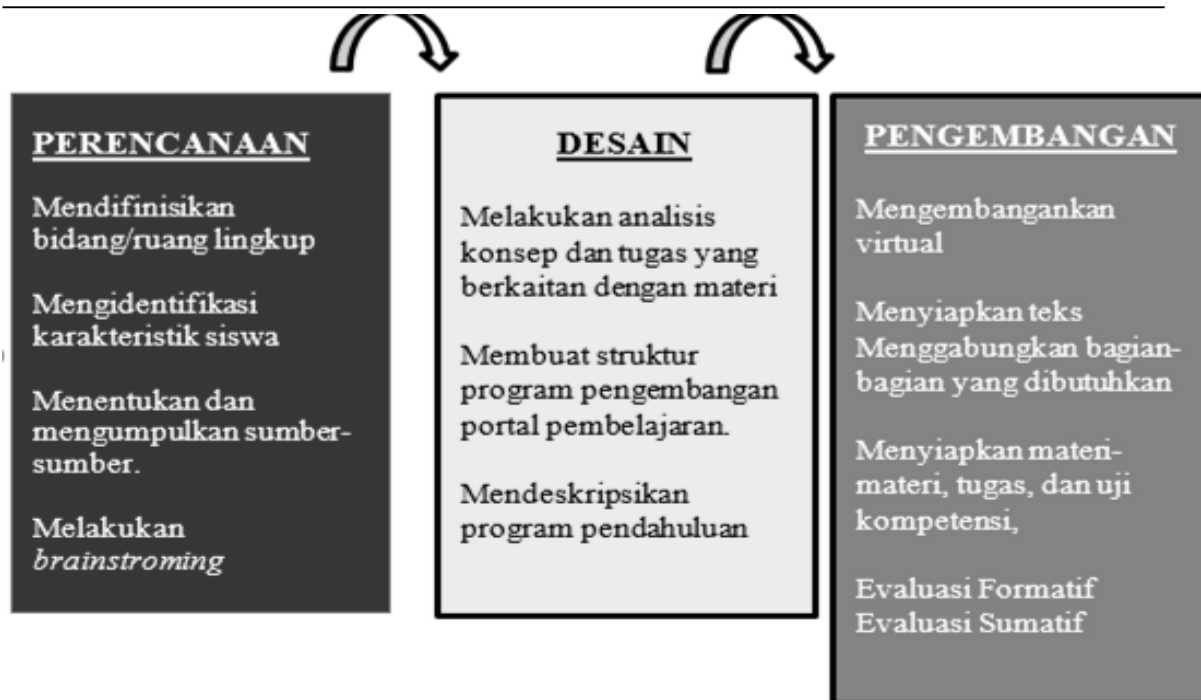 PERENCANAAN
Mendifinisikan
bidang/ruang lingkup
Mengidentifikasi
karakteristik siswa
Menentukan dan
mengumpulkan sumber-
sumber.
Melakukan
brainstroming
DESAIN
Melakukan analisis
konsep dan tugas yang
berkaitan dengan materi
Membuat struktur
program pengembangan
portal pembelajaran.
Mendeskripsikan
program pendahuluan
PENGEMBANGAN
Mengembangankan
virtual
Menyiapkan teks
Menggabungkan bagian-
bagian yang dibutuhkan
Menyiapkan materi-
materi, tugas, dan uji
kompetensi,
Evaluasi Formatif
Evaluasi Sumatif